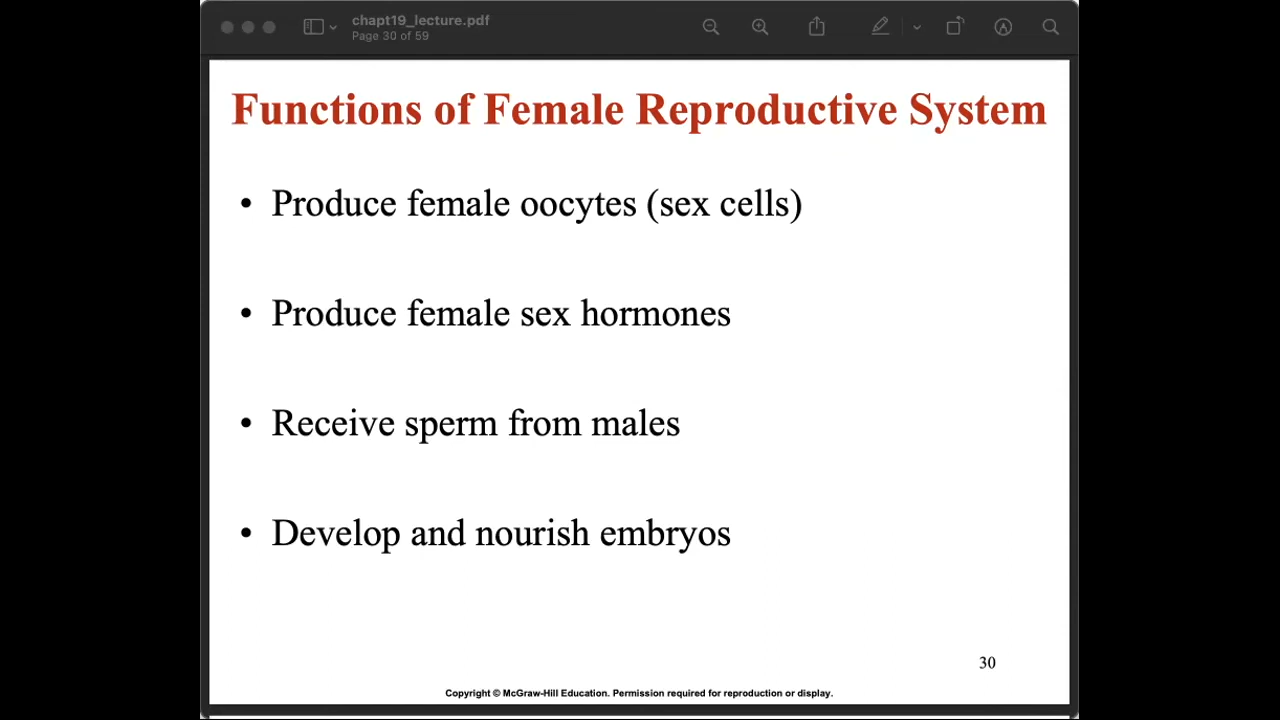 chapt19_lecture.pdf
Page 30 of 59
Functions of Female Reproductive System
• Produce female oocytes (sex cells)
• Produce female sex hormones
• Receive sperm from males
• Develop and nourish embryos
30
Copyright © McGraw-Hill Education. Permission required for reproduction or display.